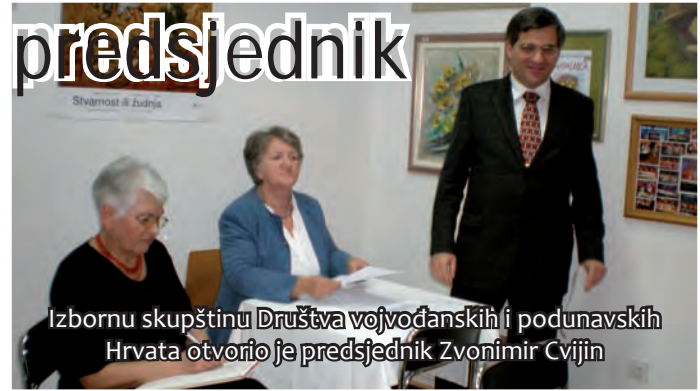 predsjednik
Stvarnost ili žudnja
Izbornu skupštinu Društva vojvođanskih i podunavskih
Hrvata otvorio je predsjednik Zvonimir Cvijin